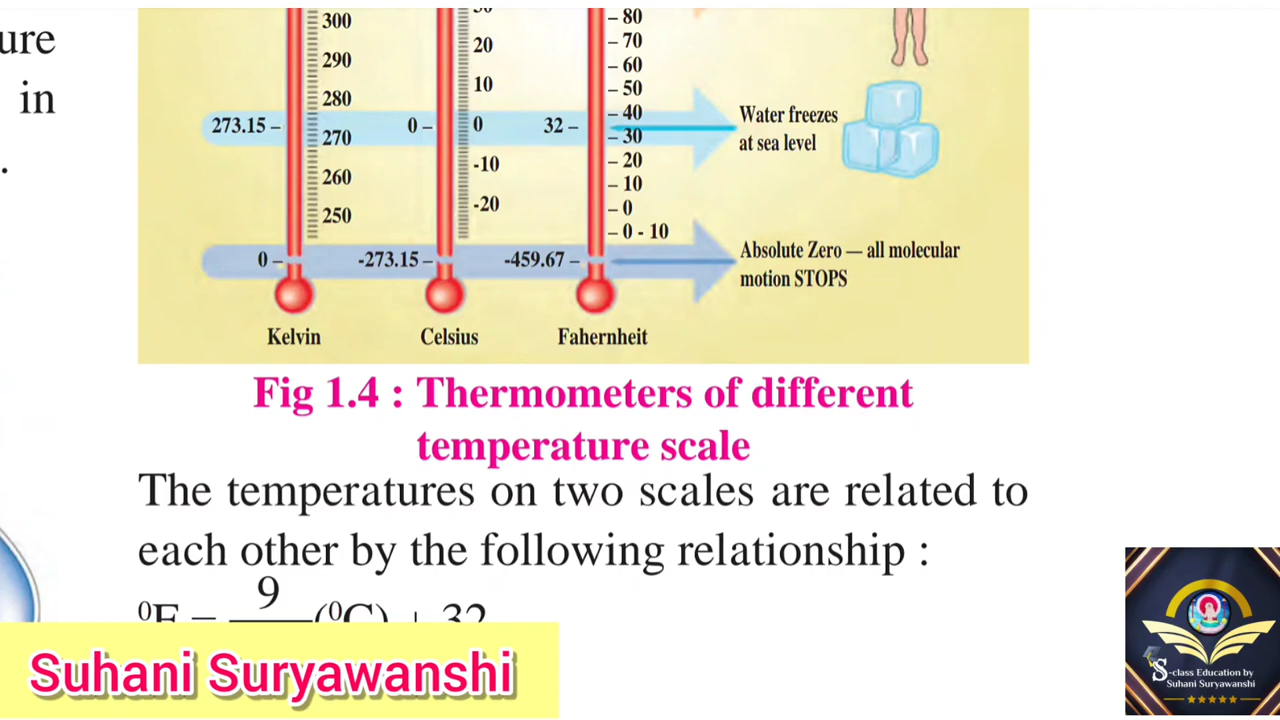 ure
in
.
300
290
280
273.15 –
270
260
250
0 –
Kelvin
20
10
0 –
0
-10
-20
-273.15 –
Celsius
– 80
– 70
– 60
– 50
– 40
32 –
– 30
– 20
– 10
– 0
– 0 - 10
-459.67 –
Fahernheit
Water freezes
at sea level
Absolute Zero — all molecular
motion STOPS
Fig 1.4 : Thermometers of different
temperature scale
The temperatures on two scales are related to
each other by the following relationship :
⁰F = 9 (⁰C) + 32
Suhani Suryawanshi
S-class Education by
Suhani Suryawanshi